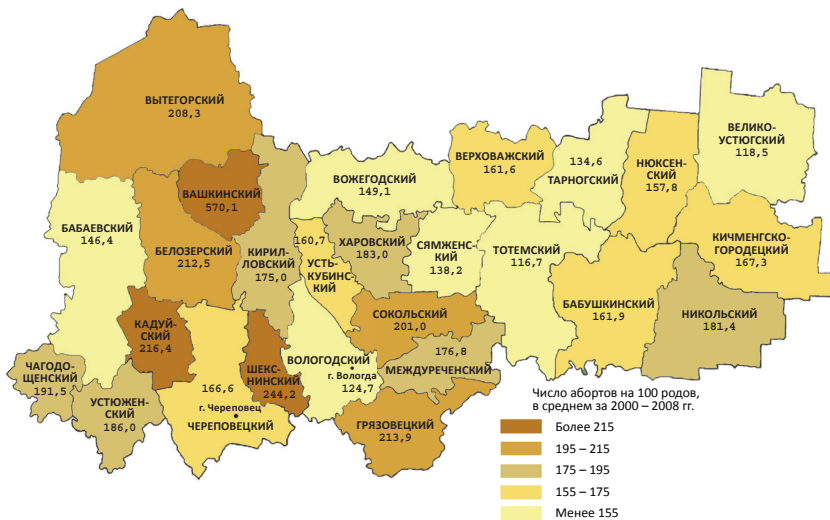 ВЫТЕГОРСКИЙ
208,3
ВАШКИНСКИЙ
570,1
БАБАЕВСКИЙ
146,4
БЕЛОЗЕРСКИЙ
212,5
КИРИЛ-
ЛОВСКИЙ
175,0
ВОЖЕГОДСКИЙ
149,1
ВЕРХОВАЖСКИЙ
161,6
134,6
ТАРНОГСКИЙ
НЮКСЕН-
СКИЙ
157,8
ВЕЛИКО-
УСТЮГСКИЙ
118,5
160,7
УСТЬ-
КУБИН-
СКИЙ
ХАРОВСКИЙ
183,0
СЯМЖЕН-
СКИЙ
138,2
ТОТЕМСКИЙ
116,7
КИЧМЕНГСКО-
ГОРОДЕЦКИЙ
167,3
БАБУШКИНСКИЙ
161,9
НИКОЛЬСКИЙ
181,4
КАДУЙ-
СКИЙ
216,4
СОКОЛЬСКИЙ
201,0
ЧАГОДО-
ЩЕНСКИЙ
191,5
УСТЮЖЕН-
СКИЙ
186,0
166,6
г. Череповец
ЧЕРЕПОВЕЦКИЙ
ШЕКС-
НИНСКИЙ
244,2
ВОЛОГОДСКИЙ
г. Вологда
124,7
176,8
МЕЖДУРЕЧЕНСКИЙ
ГРЯЗОВЕЦКИЙ
213,9
Число абортов на 100 родов,
в среднем за 2000 – 2008 гг.
Более 215
195 – 215
175 – 195
155 – 175
Менее 155